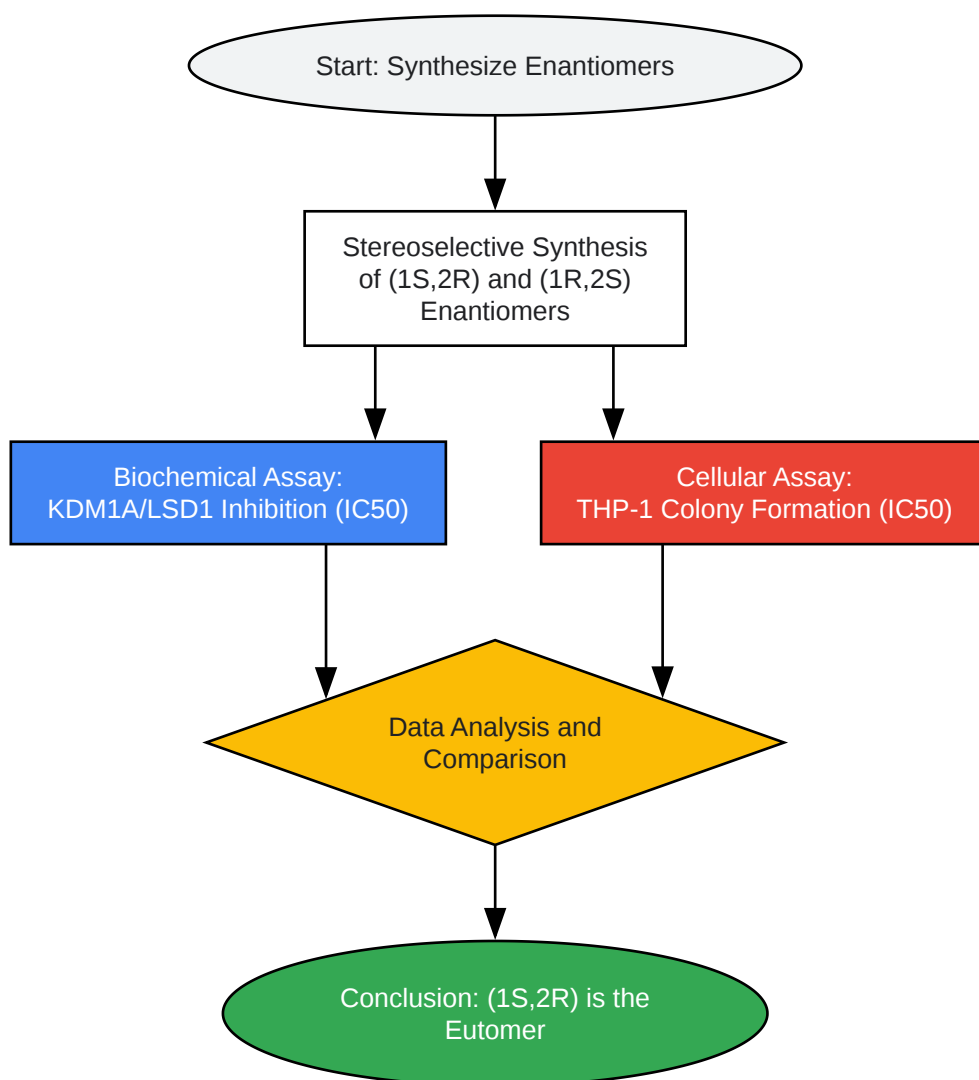 Start: Synthesize Enantiomers
Stereoselective Synthesis
of (1S,2R) and (1R,2S)
Enantiomers
Biochemical Assay:
KDM1A/LSD1 Inhibition (IC50)
Cellular Assay:
THP-1 Colony Formation (IC50)
Data Analysis and
Comparison
Conclusion: (1S,2R) is the
Eutomer